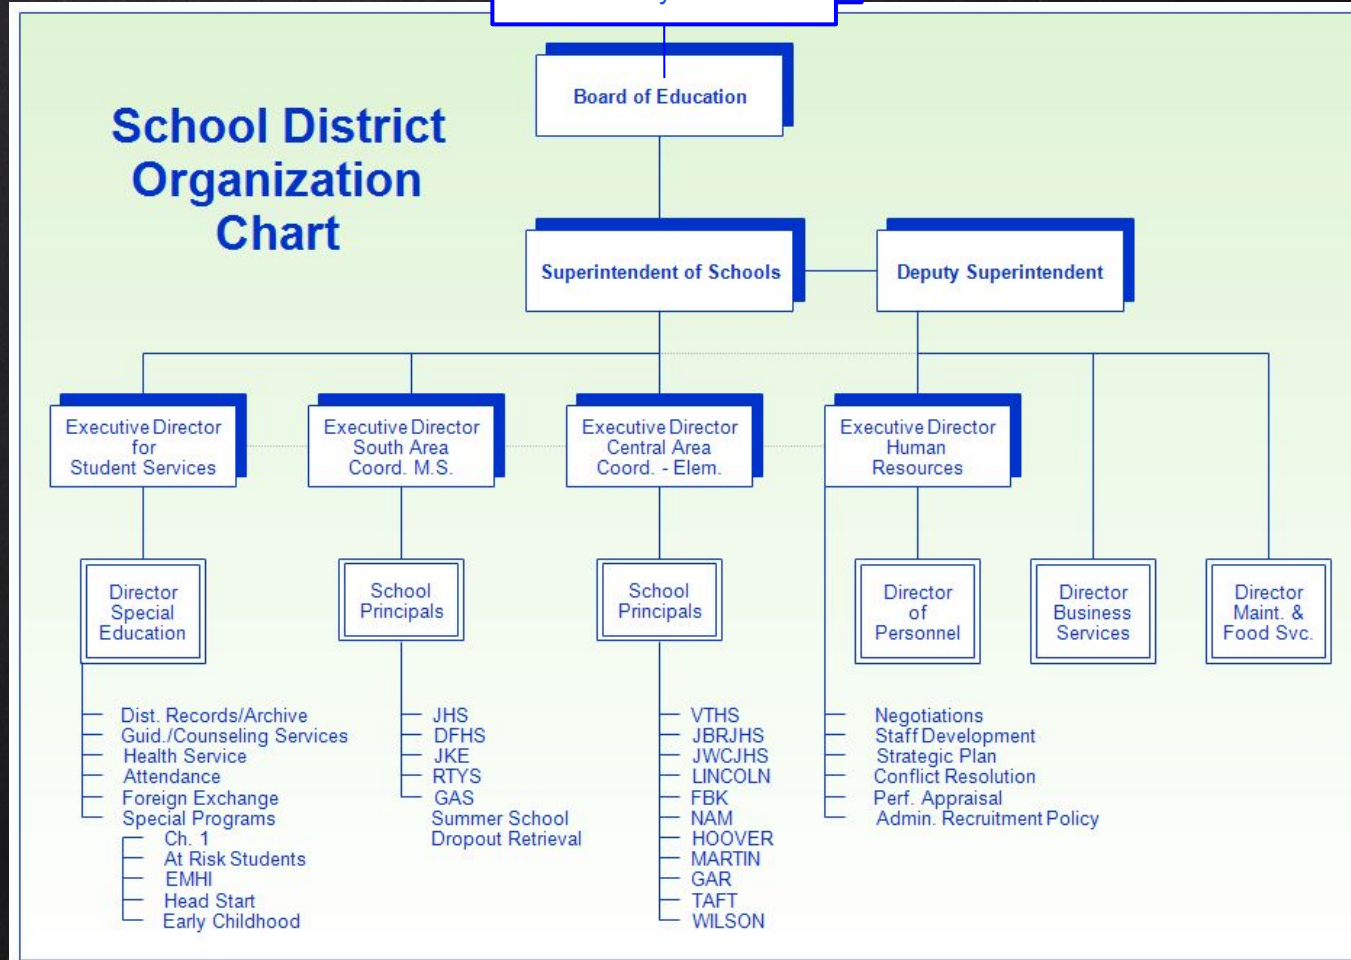 Board of Education
School District
Organization
Chart
Superintendent of Schools
Deputy Superintendent
Executive Director
for
Student Services
Executive Director
South Area
Coord. M.S.
Executive Director
Central Area
Coord. - Elem.
Executive Director
Human
Resources
Director
Special
Education
School
Principals
School
Principals
Director
of
Personnel
Director
Business
Services
Director
Maint. &
Food Svc.
Dist. Records/Archive
Guid./Counseling Services
Health Service
Attendance
Foreign Exchange
Special Programs
Ch. 1
At Risk Students
EMHI
Head Start
Early Childhood
JHS
DFHS
JKE
RTYS
GAS
Summer School
Dropout Retrieval
VTHS
JBRJHS
JWCJHS
LINCOLN
FBK
NAM
HOOVER
MARTIN
GAR
TAFT
WILSON
Negotiations
Staff Development
Strategic Plan
Conflict Resolution
Perf. Appraisal
Admin. Recruitment Policy